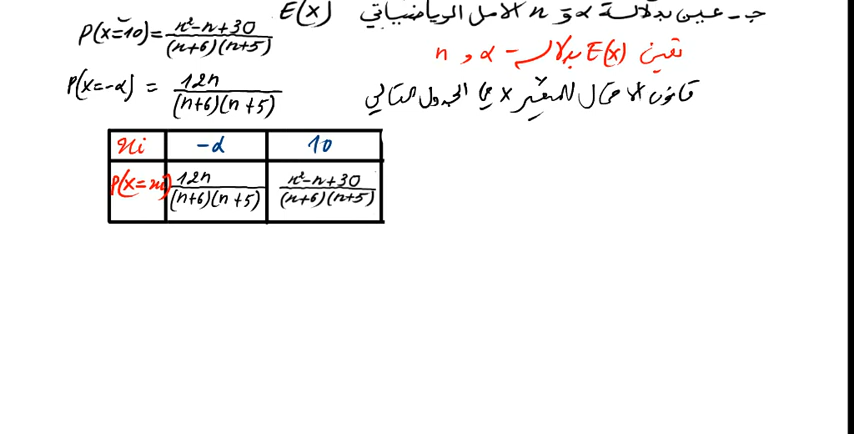 ج - عين بدلالة α و n الامل الرياضياتي E(x)
P(x=10) = n²-n+30/(n+6)(n+5)
تعين E(x) بدلالة α و n
P(x=-α) = 12n/(n+6)(n+5)
قانون الاحتمال للمتغير x في الجدول التالي
xi -α 10
P(x=xi) 12n/(n+6)(n+5) n²-n+30/(n+6)(n+5)